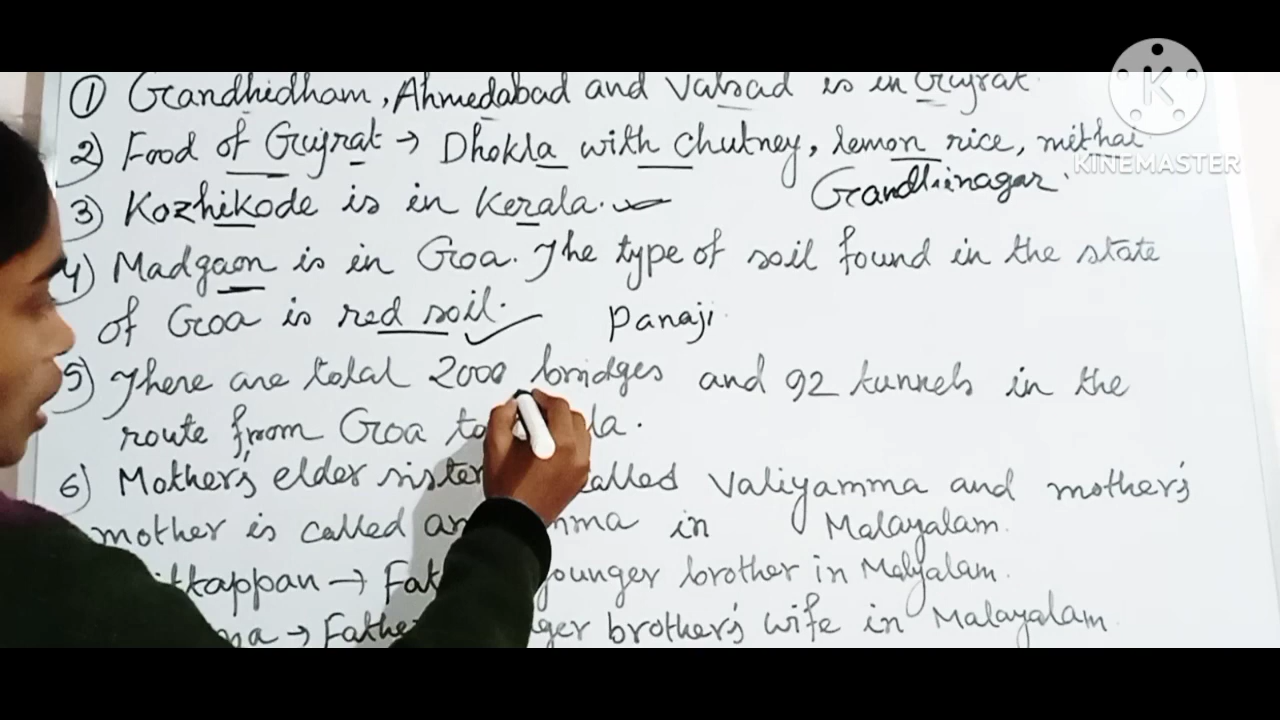 ① Gandhidham, Ahmedabad and Valsad is in Gujrat.
2) Food of Gujrat → Dhokla with chutney, lemon rice, mithai
KINEMASTER
Gandhinagar.
3) Kozhikode is in Kerala.
4) Madgaon is in Goa. The type of soil found in the state
of Goa is red soil.
Panaji
5) There are total 2000 bridges and 92 tunnels in the
route from Goa to la.
6) Mother's elder sister called Valiyamma and mother's
mother is called mma in Malayalam.
ttappan → younger brother in Malyalam.
→ brother's wife in Malayalam